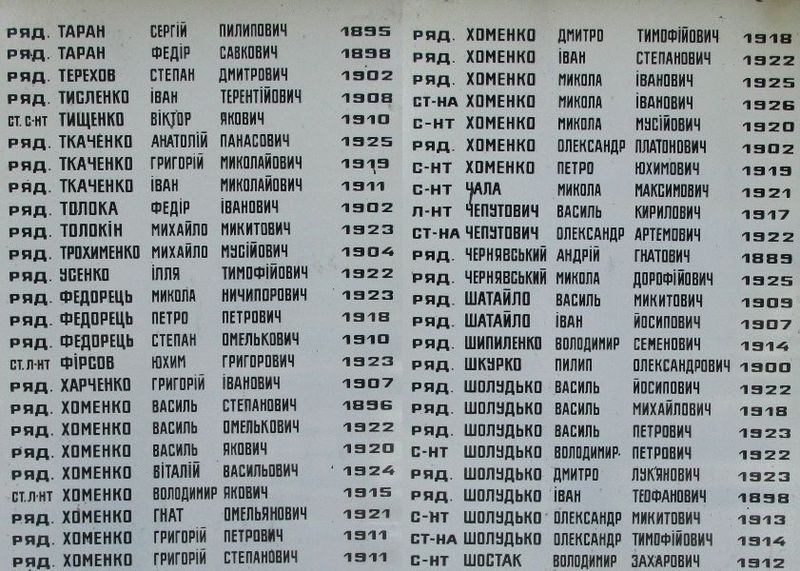 РЯД. ТАРАН СЕРГІЙ ПИЛИПОВИЧ 1895
РЯД. ТАРАН ФЕДІР САВКОВИЧ 1898
РЯД. ТЕРЕХОВ СТЕПАН ДМИТРОВИЧ 1902
РЯД. ТИСЛЕНКО ІВАН ТЕРЕНТІЙОВИЧ 1908
СТ. С-НТ ТИЩЕНКО ВІКТОР ЯКОВИЧ 1910
РЯД. ТКАЧЕНКО АНАТОЛІЙ ПАНАСОВИЧ 1925
РЯД. ТКАЧЕНКО ГРИГОРІЙ МИКОЛАЙОВИЧ 1919
РЯД. ТКАЧЕНКО ІВАН МИКОЛАЙОВИЧ 1911
РЯД. ТОЛОКА ФЕДІР ІВАНОВИЧ 1902
РЯД. ТОЛОКІН МИХАЙЛО МИКИТОВИЧ 1923
РЯД. ТРОХИМЕНКО МИХАЙЛО МУСІЙОВИЧ 1904
РЯД. УСЕНКО ІЛЛЯ ТИМОФІЙОВИЧ 1922
РЯД. ФЕДОРЕЦЬ МИКОЛА НИЧИПОРОВИЧ 1923
РЯД. ФЕДОРЕЦЬ ПЕТРО ПЕТРОВИЧ 1918
РЯД. ФЕДОРЕЦЬ СТЕПАН ОМЕЛЬКОВИЧ 1910
СТ. Л-НТ ФІРСОВ ЮХИМ ГРИГОРОВИЧ 1923
РЯД. ХАРЧЕНКО ГРИГОРІЙ ІВАНОВИЧ 1907
РЯД. ХОМЕНКО ВАСИЛЬ СТЕПАНОВИЧ 1896
РЯД. ХОМЕНКО ВАСИЛЬ ОМЕЛЬКОВИЧ 1922
РЯД. ХОМЕНКО ВАСИЛЬ ЯКОВИЧ 1920
РЯД. ХОМЕНКО ВІТАЛІЙ ВАСИЛЬОВИЧ 1924
СТ. Л-НТ ХОМЕНКО ВОЛОДИМИР ЯКОВИЧ 1915
РЯД. ХОМЕНКО ГНАТ ОМЕЛЬЯНОВИЧ 1921
РЯД. ХОМЕНКО ГРИГОРІЙ ПЕТРОВИЧ 1911
РЯД. ХОМЕНКО ГРИГОРІЙ СТЕПАНОВИЧ 1911
РЯД. ХОМЕНКО ДМИТРО ТИМОФІЙОВИЧ 1918
РЯД. ХОМЕНКО ІВАН СТЕПАНОВИЧ 1922
РЯД. ХОМЕНКО МИКОЛА ІВАНОВИЧ 1925
СТ-НА ХОМЕНКО МИКОЛА ІВАНОВИЧ 1926
С-НТ ХОМЕНКО МИКОЛА МУСІЙОВИЧ 1920
РЯД. ХОМЕНКО ОЛЕКСАНДР ПЛАТОНОВИЧ 1902
С-НТ ХОМЕНКО ПЕТРО ЮХИМОВИЧ 1919
С-НТ ЧАЛА МИКОЛА МАКСИМОВИЧ 1921
Л-НТ ЧЕПУТОВИЧ ВАСИЛЬ КИРИЛОВИЧ 1917
СТ-НА ЧЕПУТОВИЧ ОЛЕКСАНДР АРТЕМОВИЧ 1922
РЯД. ЧЕРНЯВСЬКИЙ АНДРІЙ ГНАТОВИЧ 1889
РЯД. ЧЕРНЯВСЬКИЙ МИКОЛА ДОРОФІЙОВИЧ 1925
РЯД. ШАТАЙЛО ВАСИЛЬ МИКИТОВИЧ 1909
РЯД. ШАТАЙЛО ІВАН ЙОСИПОВИЧ 1907
РЯД. ШИПИЛЕНКО ВОЛОДИМИР СЕМЕНОВИЧ 1914
РЯД. ШКУРКО ПИЛИП ОЛЕКСАНДРОВИЧ 1900
РЯД. ШОЛУДЬКО ВАСИЛЬ ЙОСИПОВИЧ 1922
РЯД. ШОЛУДЬКО ВАСИЛЬ МИХАЙЛОВИЧ 1918
РЯД. ШОЛУДЬКО ВАСИЛЬ ПЕТРОВИЧ 1923
С-НТ ШОЛУДЬКО ВОЛОДИМИР ПЕТРОВИЧ 1922
РЯД. ШОЛУДЬКО ДМИТРО ЛУК'ЯНОВИЧ 1923
РЯД. ШОЛУДЬКО ІВАН ТЕОФАНОВИЧ 1898
С-НТ ШОЛУДЬКО ОЛЕКСАНДР МИКИТОВИЧ 1913
СТ-НА ШОЛУДЬКО ОЛЕКСАНДР ТИМОФІЙОВИЧ 1914
С-НТ ШОСТАК ВОЛОДИМИР ЗАХАРОВИЧ 1912